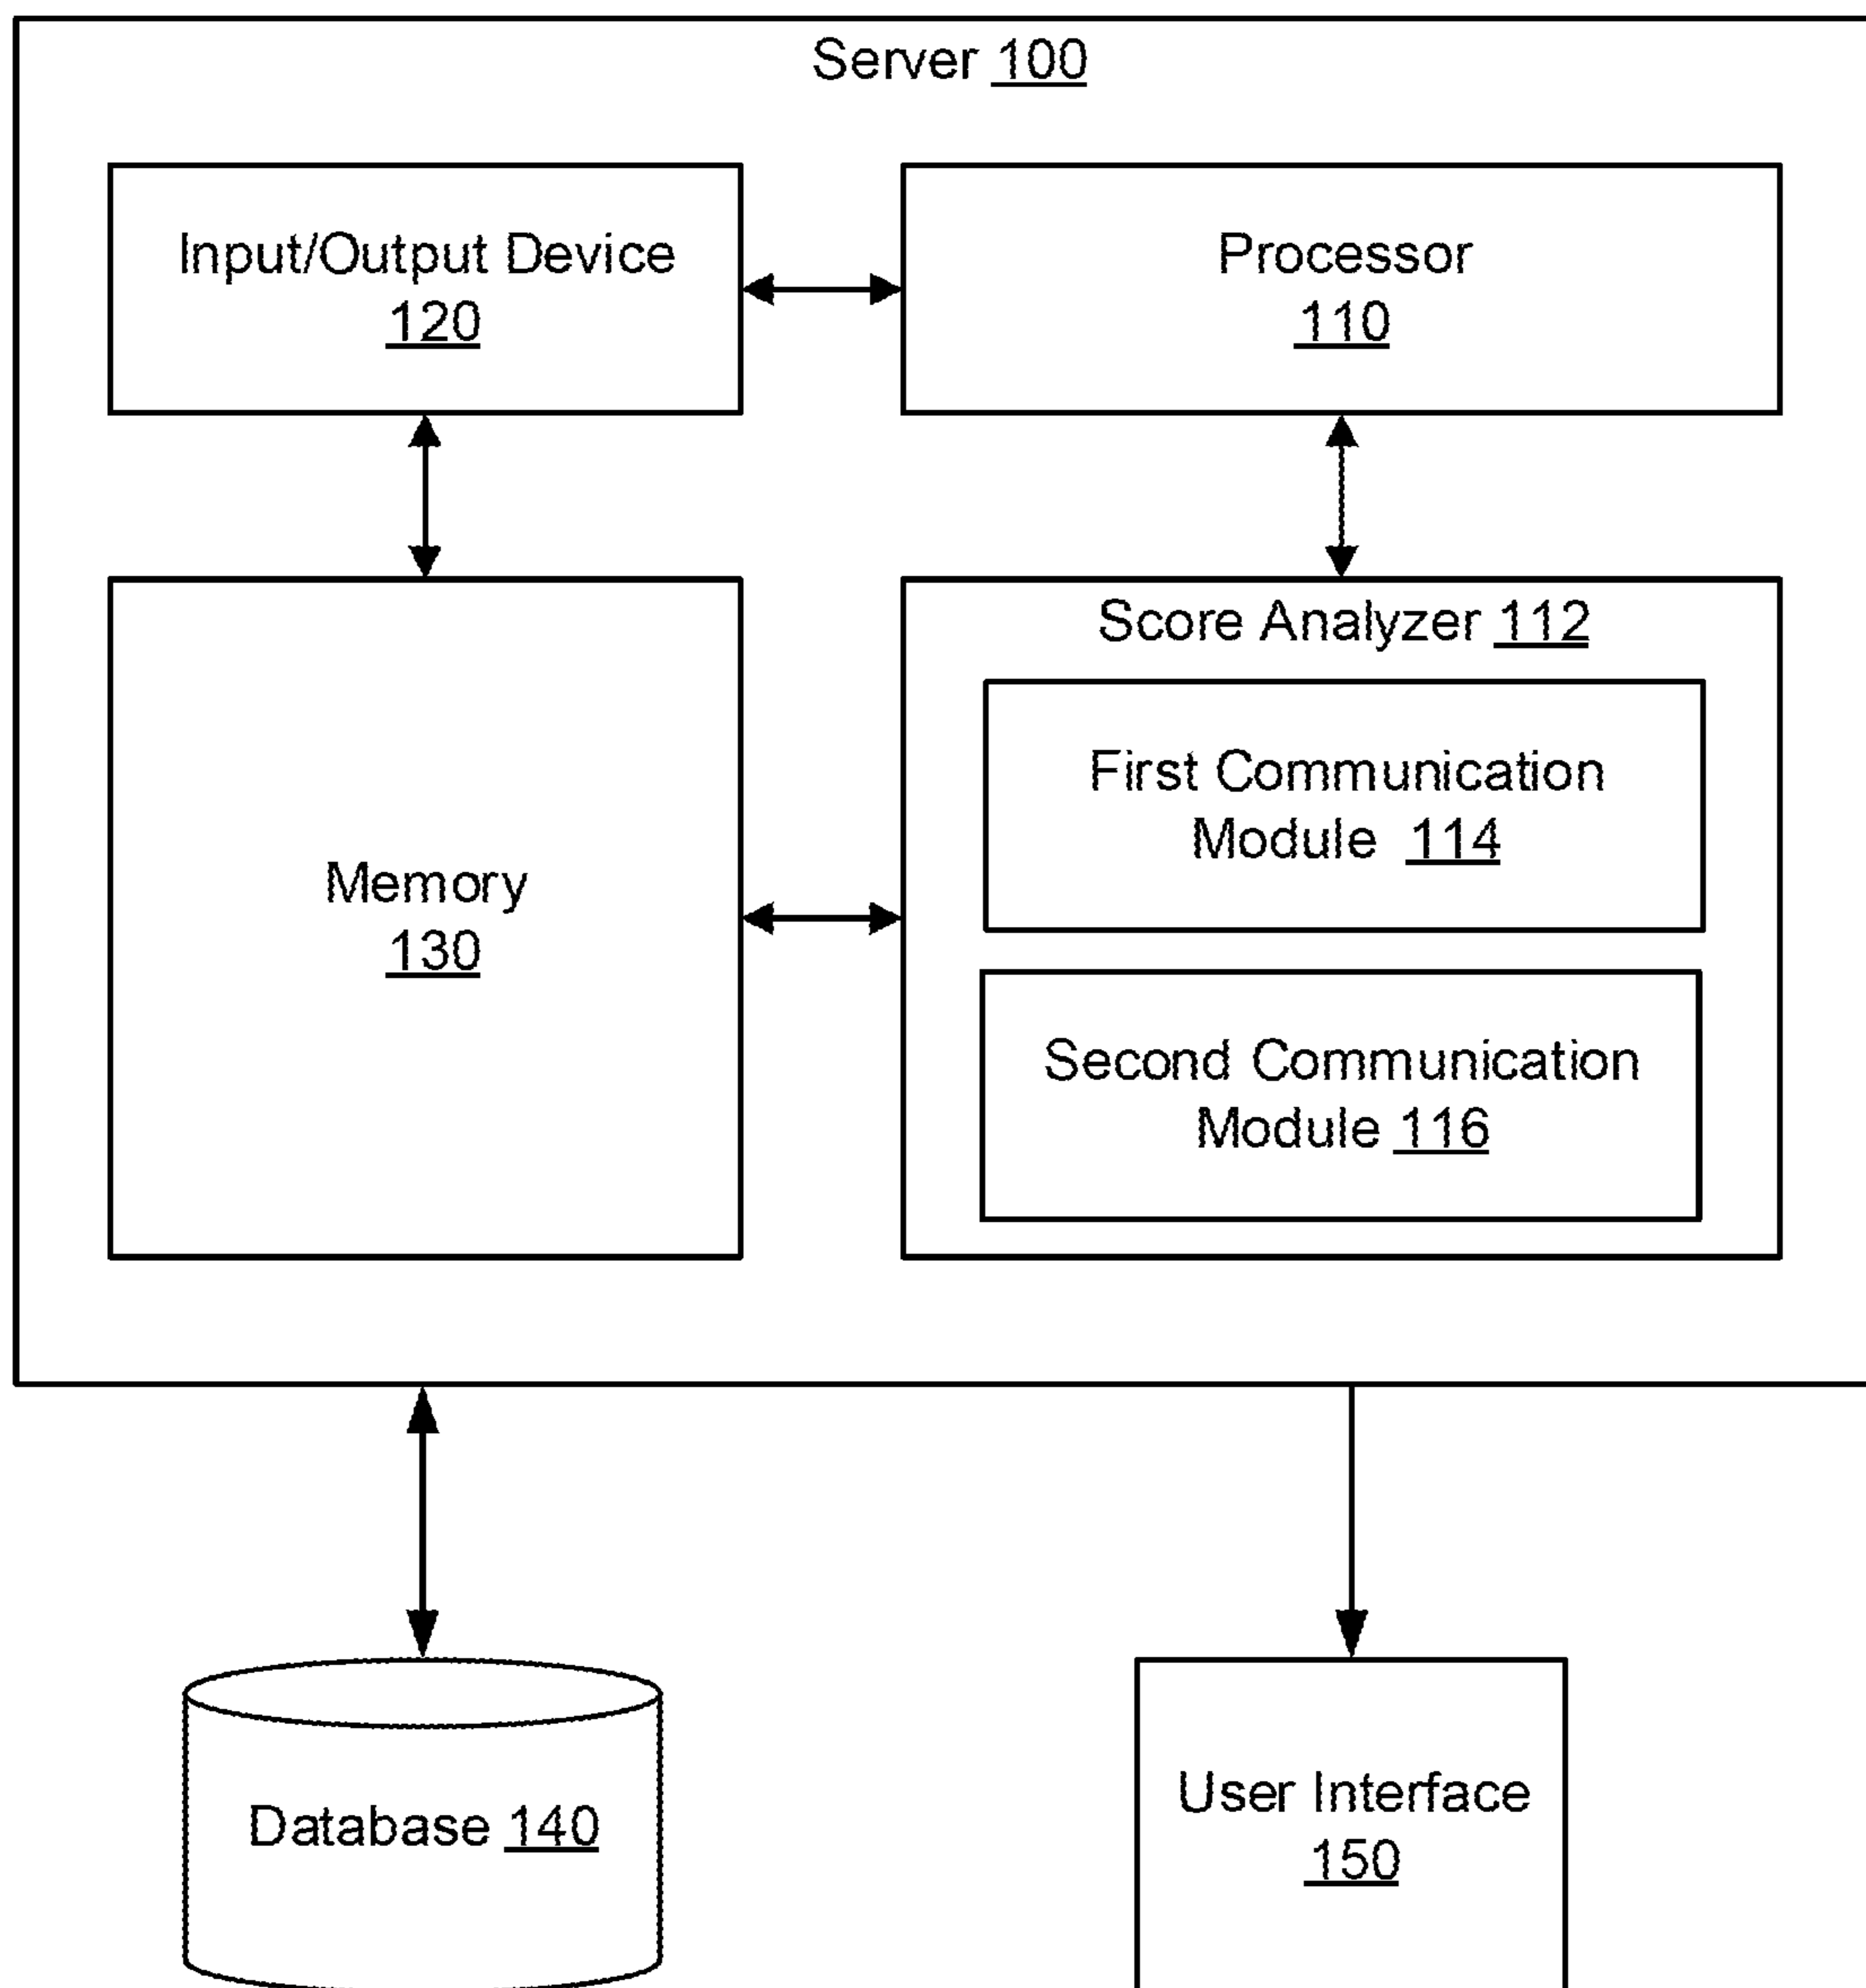 Server 100
Input/Output Device
120
Processor
110
Memory
130
Score Analyzer 112
First Communication
Module 114
Second Communication
Module 116
Database 140
User Interface
150